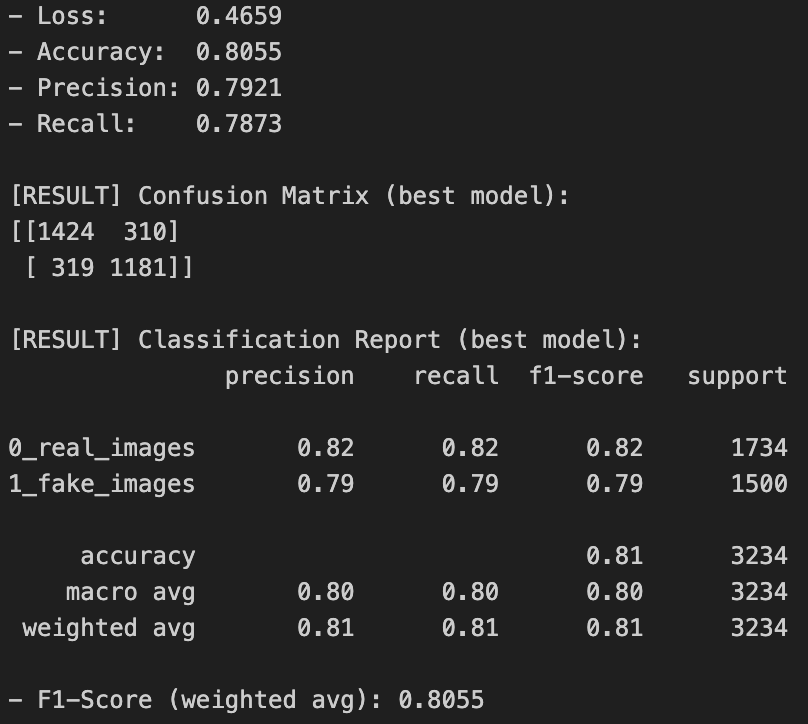 - Loss: 0.4659
- Accuracy: 0.8055
- Precision: 0.7921
- Recall: 0.7873
[RESULT] Confusion Matrix (best model):
[[1424 310]
[ 319 1181]]
[RESULT] Classification Report (best model):
precision recall f1-score support
0_real_images 0.82 0.82 0.82 1734
1_fake_images 0.79 0.79 0.79 1500
accuracy 0.81 3234
macro avg 0.80 0.80 0.80 3234
weighted avg 0.81 0.81 0.81 3234
- F1-Score (weighted avg): 0.8055